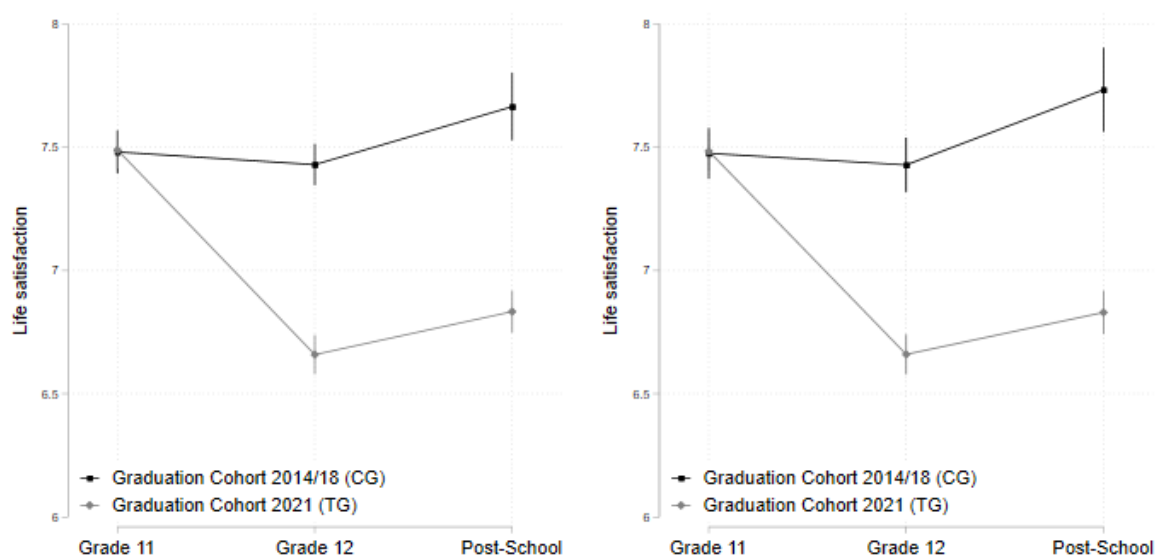 8
7.5
7
6.5
6
Life satisfaction
Graduation Cohort 2014/18 (CG)
Graduation Cohort 2021 (TG)
Grade 11 Grade 12 Post-School
8
7.5
7
6.5
6
Life satisfaction
Graduation Cohort 2014/18 (CG)
Graduation Cohort 2021 (TG)
Grade 11 Grade 12 Post-School